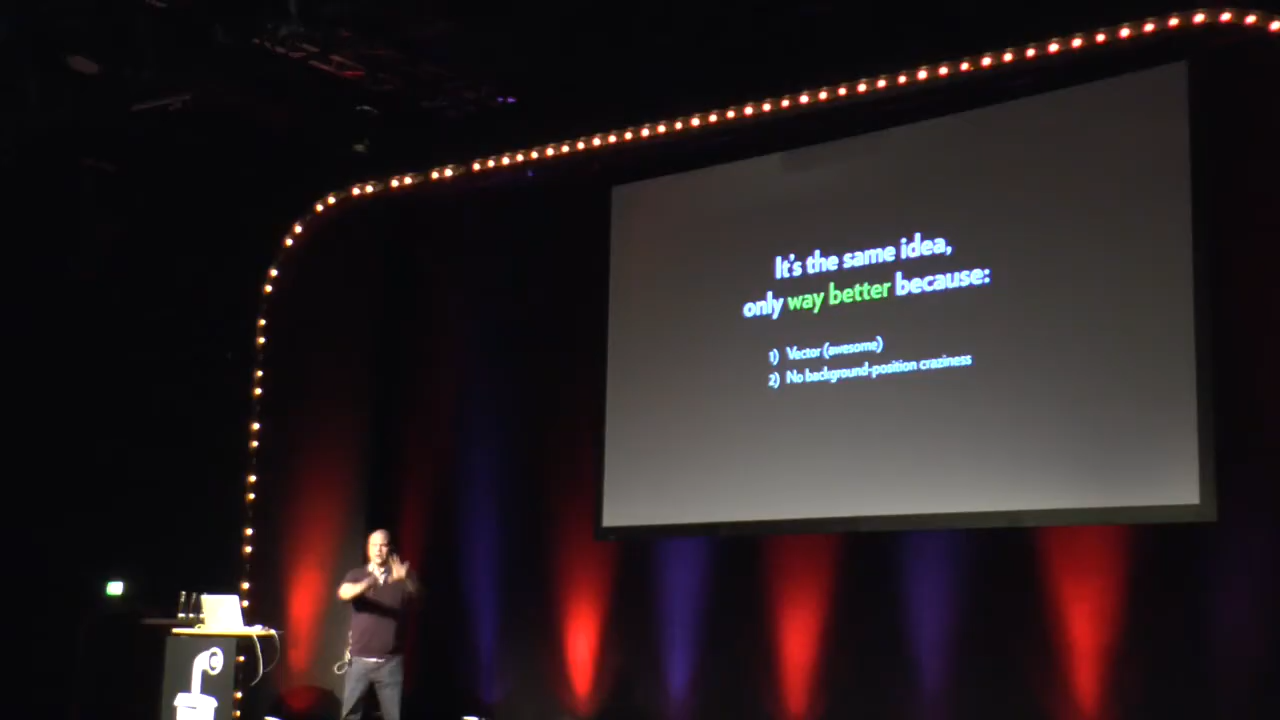 It's the same idea,
only way better because:
1) Vector (awesome)
2) No background-position craziness